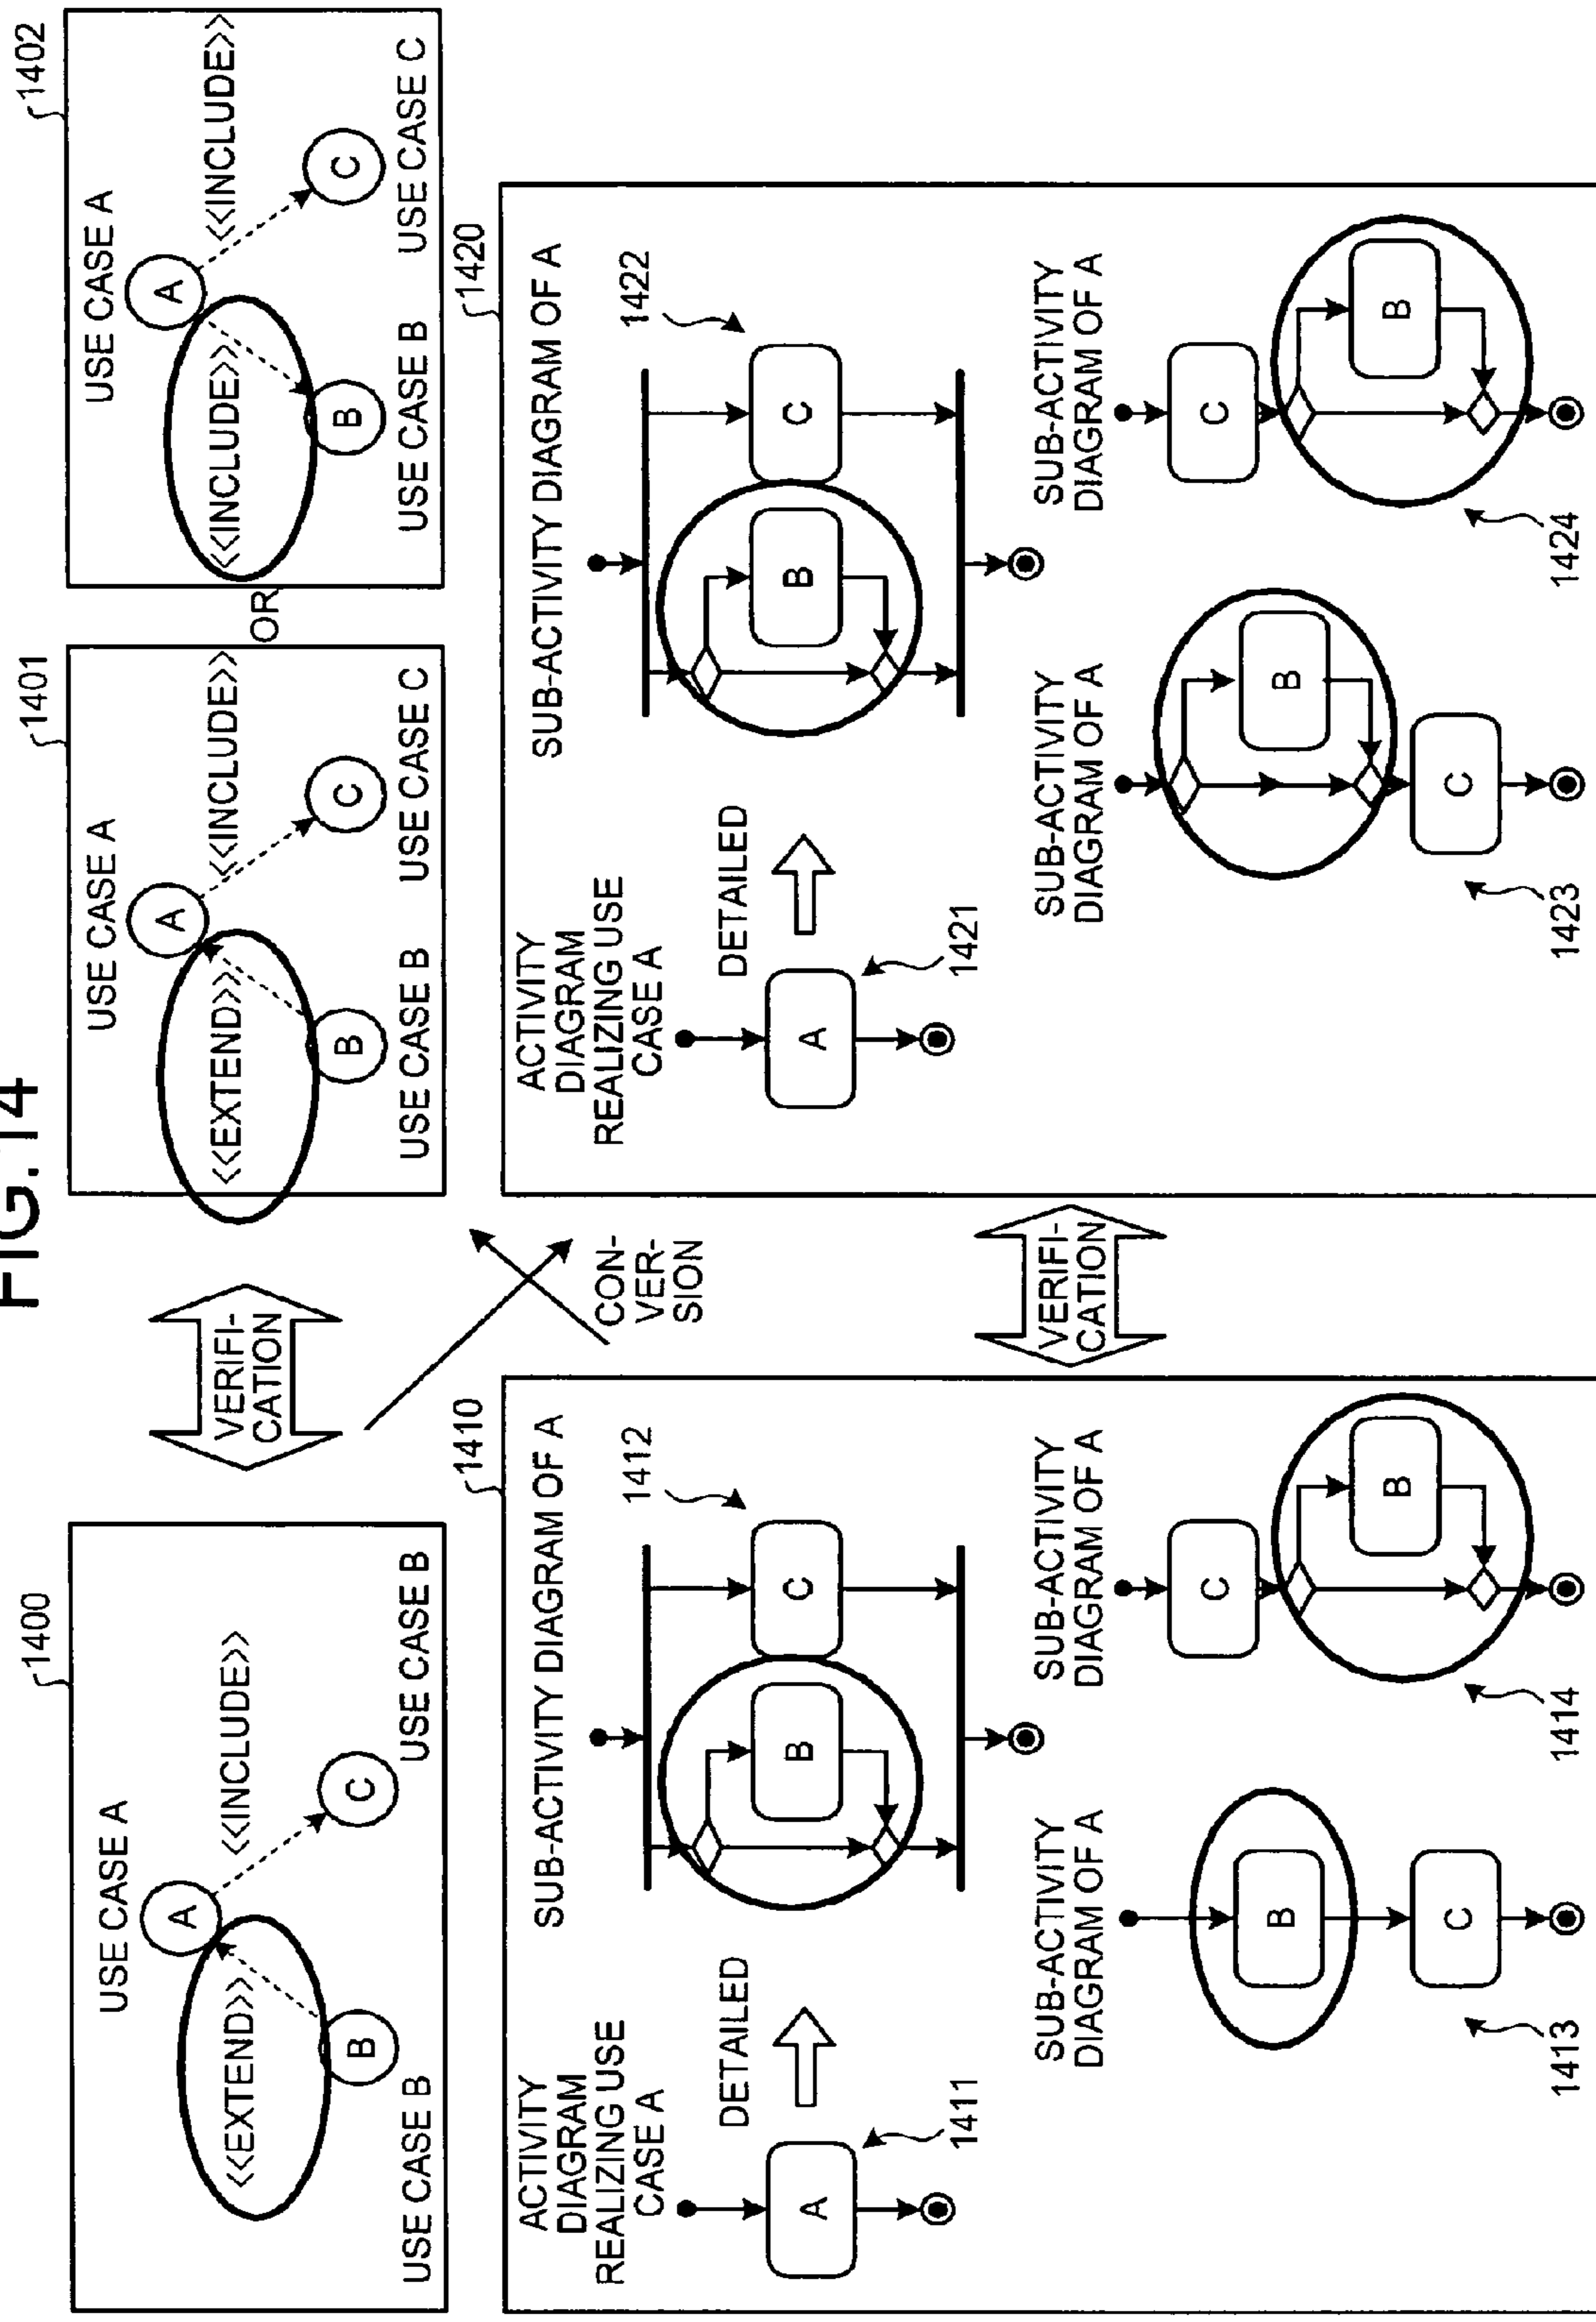 FIG.14
1400
USE CASE A
<<EXTEND>>
<<INCLUDE>>
A
B
C
USE CASE B
USE CASE B
VERIFI-
CATION
1401
USE CASE A
<<EXTEND>>
<<INCLUDE>>
A
B
C
USE CASE B
USE CASE C
OR
1402
USE CASE A
<<INCLUDE>>
<<INCLUDE>>
A
B
C
USE CASE B
USE CASE C
CON-
VER-
SION
1410
ACTIVITY
DIAGRAM
REALIZING USE
CASE A
A
1411
DETAILED
SUB-ACTIVITY DIAGRAM OF A
1412
B
C
SUB-ACTIVITY
DIAGRAM OF A
B
C
1413
SUB-ACTIVITY
DIAGRAM OF A
C
B
1414
VERIFI-
CATION
1420
ACTIVITY
DIAGRAM
REALIZING USE
CASE A
A
1421
DETAILED
SUB-ACTIVITY DIAGRAM OF A
1422
B
C
SUB-ACTIVITY
DIAGRAM OF A
B
C
1423
SUB-ACTIVITY
DIAGRAM OF A
C
B
1424